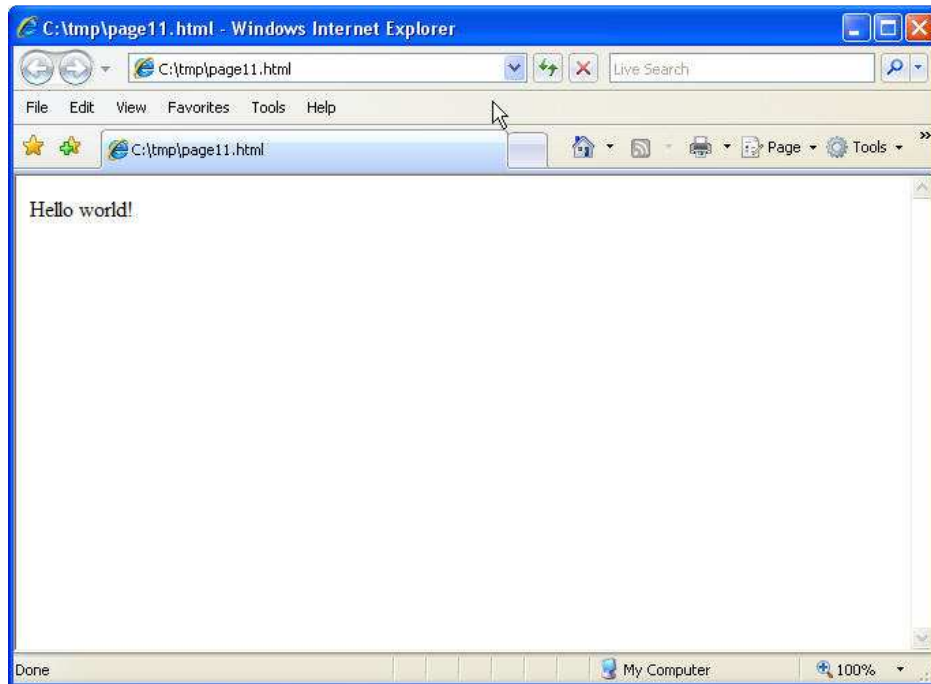 C:\tmp\page11.html - Windows Internet Explorer
C:\tmp\page11.html Live Search
File Edit View Favorites Tools Help
C:\tmp\page11.html Page Tools »
Hello world!
Done My Computer 100%